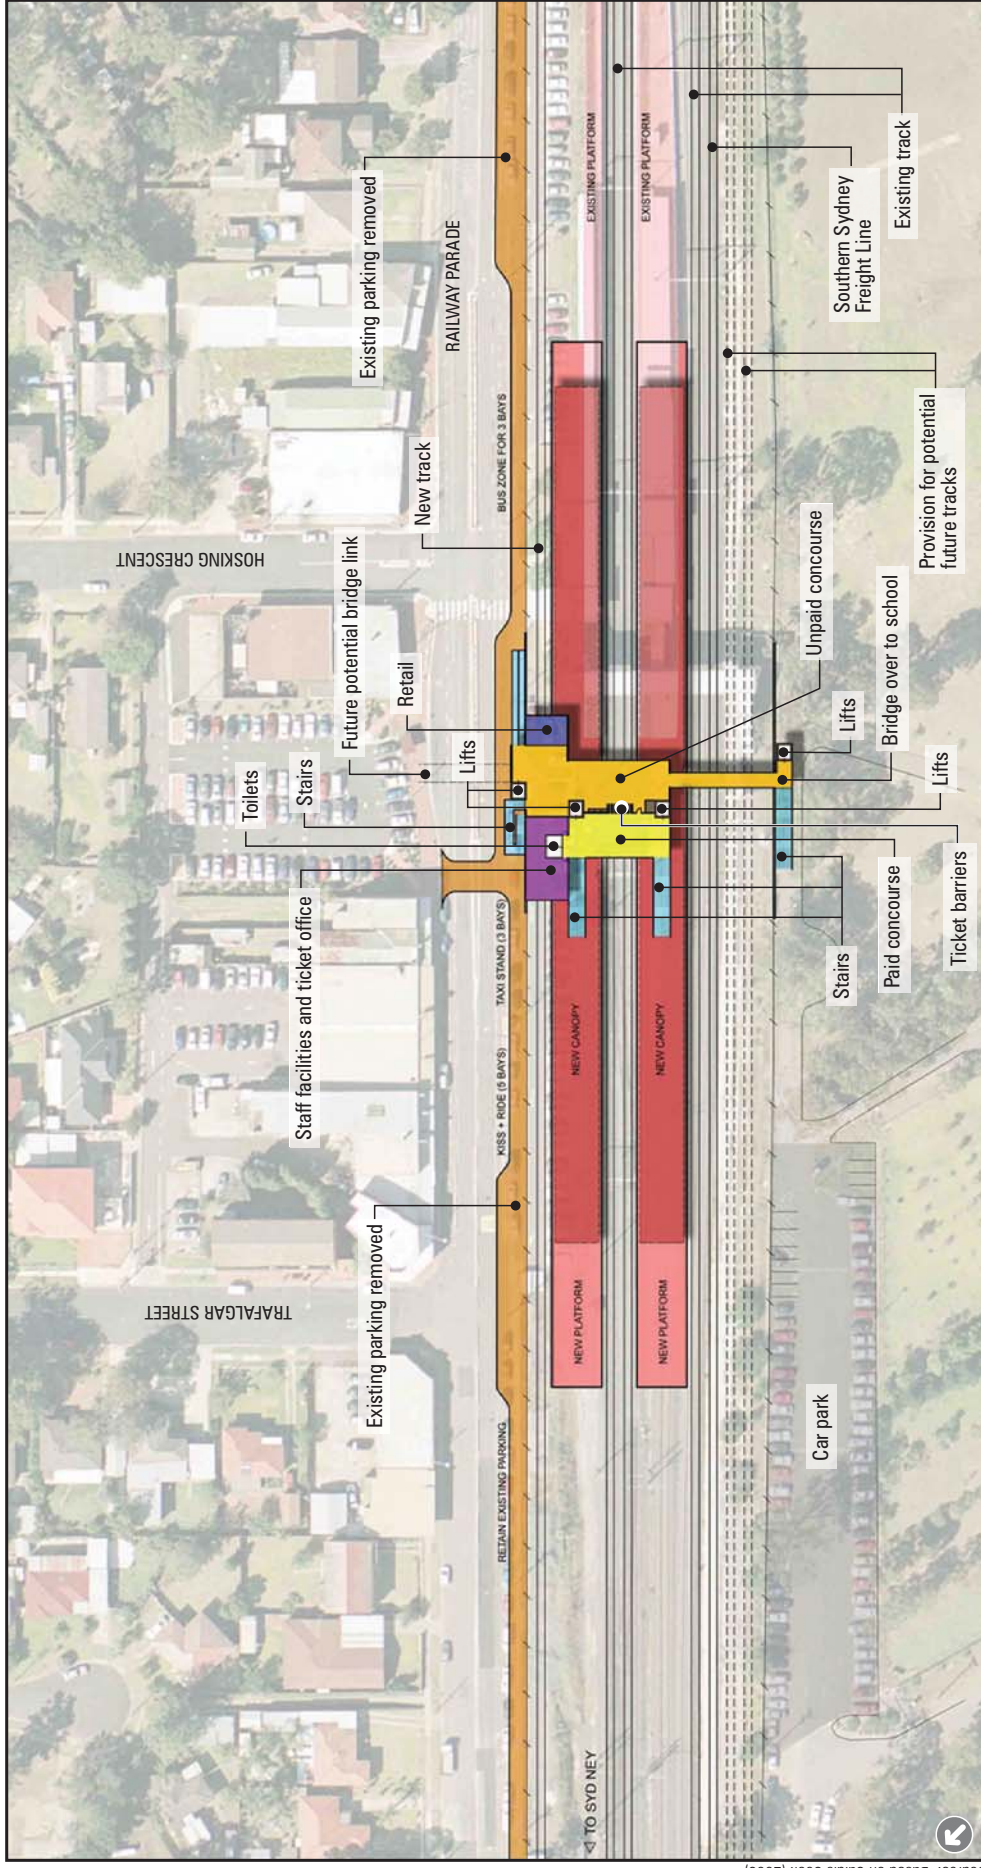 Existing parking removed
RAILWAY PARADE
HOSKING CRESCENT
BUS ZONE FOR 3 BAYS
New track
Future potential bridge link
Retail
Lifts
Stairs
Toilets
Staff facilities and ticket office
TAXI STAND (3 BAYS)
KISS + RIDE (5 BAYS)
Existing parking removed
TRAFALGAR STREET
RETAIN EXISTING PARKING
EXISTING PLATFORM
EXISTING PLATFORM
NEW CANOPY
NEW CANOPY
NEW PLATFORM
NEW PLATFORM
◁ TO SYD NEY
Existing track
Southern Sydney
Freight Line
Provision for potential
future tracks
Unpaid concourse
Bridge over to school
Lifts
Lifts
Ticket barriers
Paid concourse
Stairs
Car park